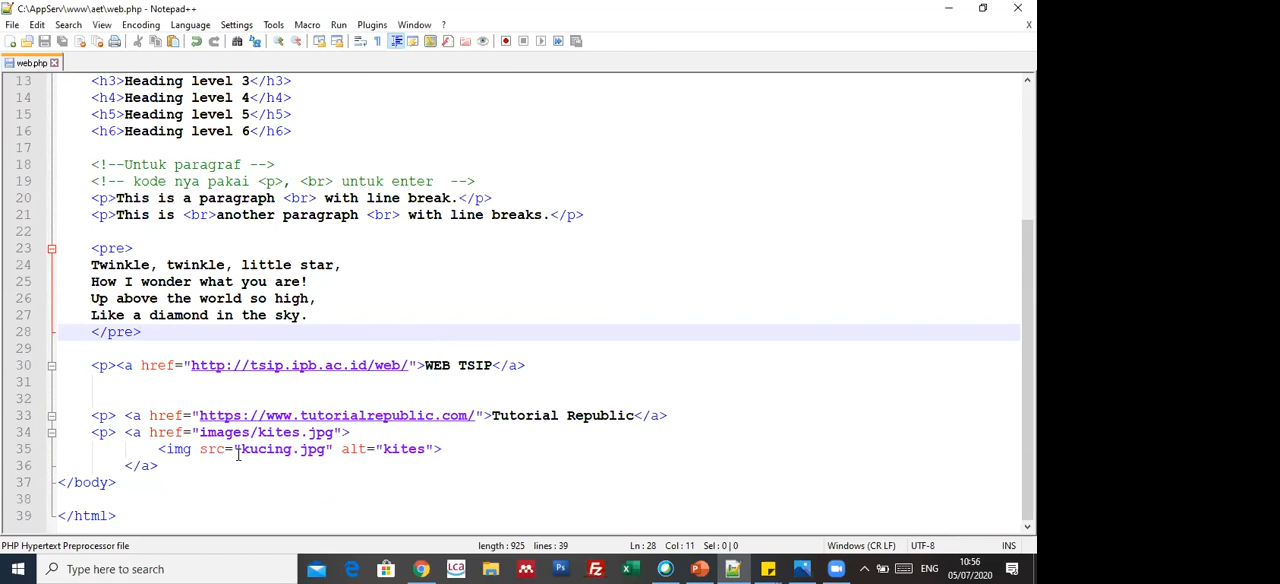 C:\AppServ\www\aet\web.php - Notepad++
File Edit Search View Encoding Language Settings Tools Macro Run Plugins Window ?
X
web.php
13 <h3>Heading level 3</h3>
14 <h4>Heading level 4</h4>
15 <h5>Heading level 5</h5>
16 <h6>Heading level 6</h6>
17
18 <!--Untuk paragraf -->
19 <!-- kode nya pakai <p>, <br> untuk enter  -->
20 <p>This is a paragraph <br> with line break.</p>
21 <p>This is <br>another paragraph <br> with line breaks.</p>
22
23 <pre>
24 Twinkle, twinkle, little star,
25 How I wonder what you are!
26 Up above the world so high,
27 Like a diamond in the sky.
28 </pre>
29
30 <p><a href="http://tsip.ipb.ac.id/web/">WEB TSIP</a>
31
32
33 <p> <a href="https://www.tutorialrepublic.com/">Tutorial Republic</a>
34 <p> <a href="images/kites.jpg">
35 <img src="kucing.jpg" alt="kites">
36 </a>
37 </body>
38
39 </html>
PHP Hypertext Preprocessor file length : 925 lines : 39 Ln : 28 Col : 11 Sel : 0 | 0 Windows (CR LF) UTF-8 INS
Type here to search LCA Ps Fz ENG 10:56
05/07/2020